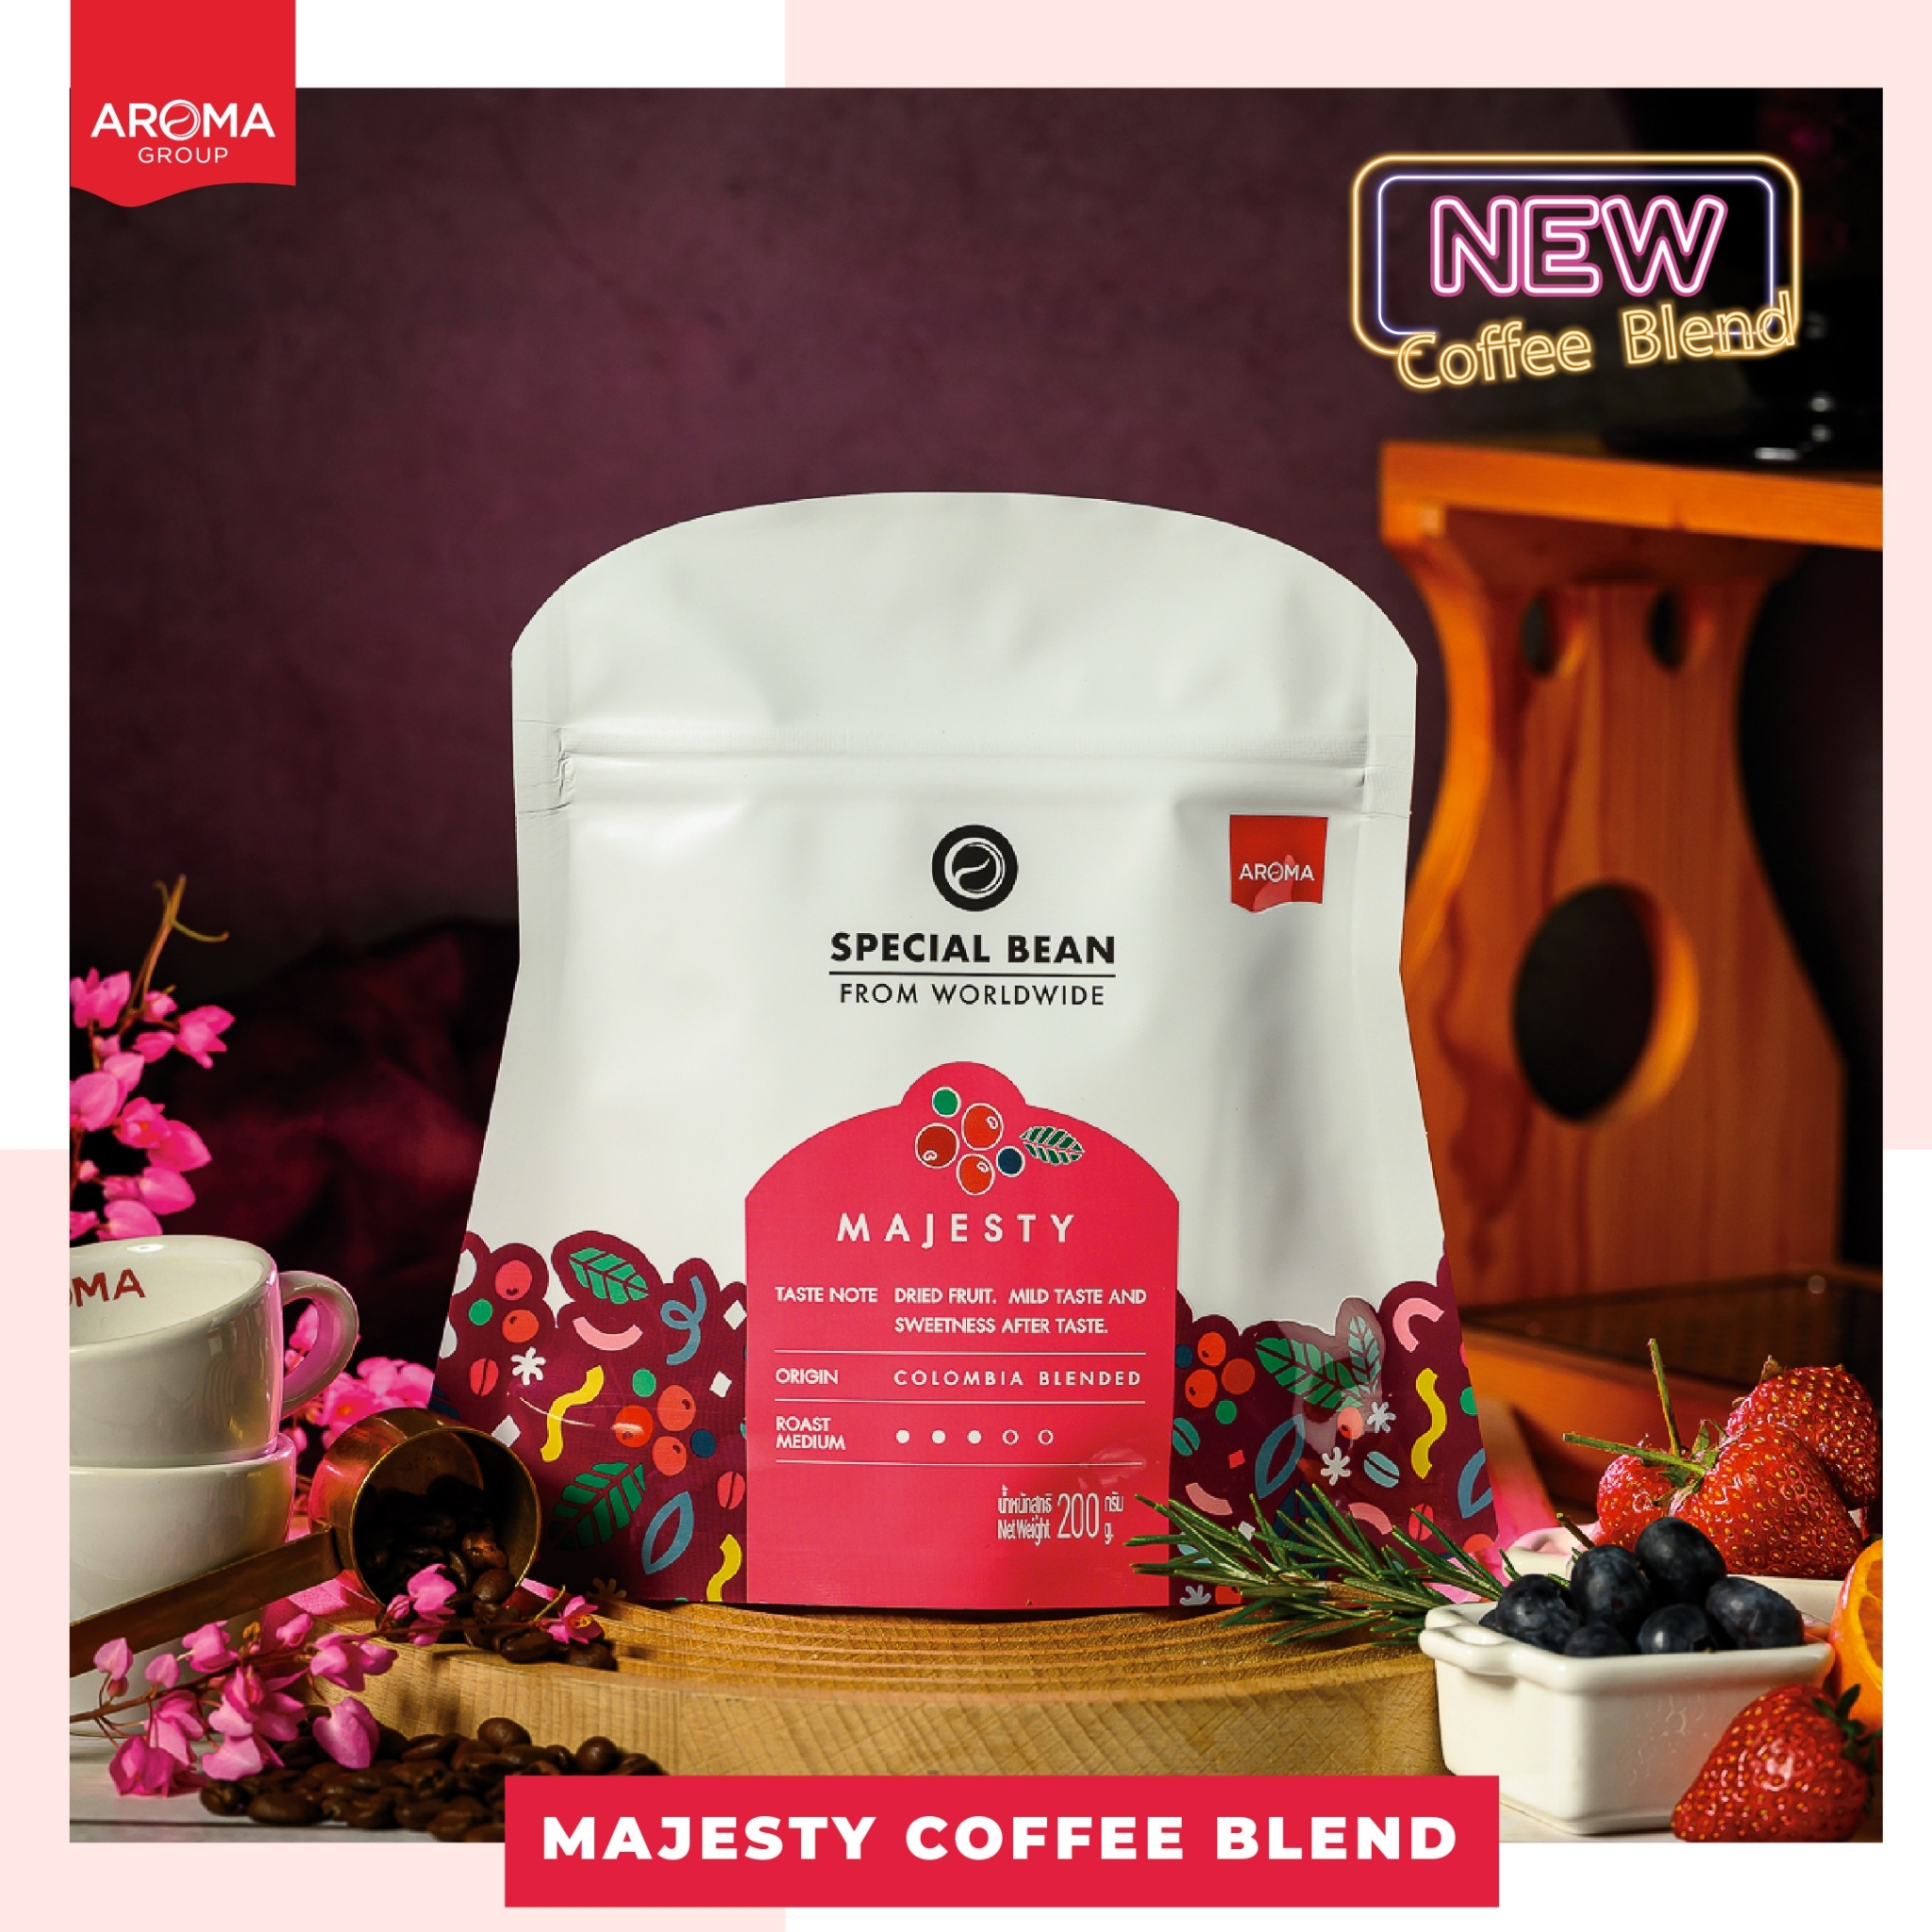 AROMA
GROUP
NEW
Coffee Blend
AROMA
SPECIAL BEAN
FROM WORLDWIDE
MAJESTY
TASTE NOTE DRIED FRUIT. MILD TASTE AND
SWEETNESS AFTER TASTE.
ORIGIN COLOMBIA BLENDED
ROAST
MEDIUM
น้ำหนักสุทธิ 200 กรัม
Net Weight g.
MA
MAJESTY COFFEE BLEND